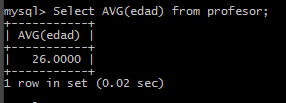 mysql> Select AVG(edad) from profesor;
+-----------+
| AVG(edad) |
+-----------+
|   26.0000 |
+-----------+
1 row in set (0.02 sec)